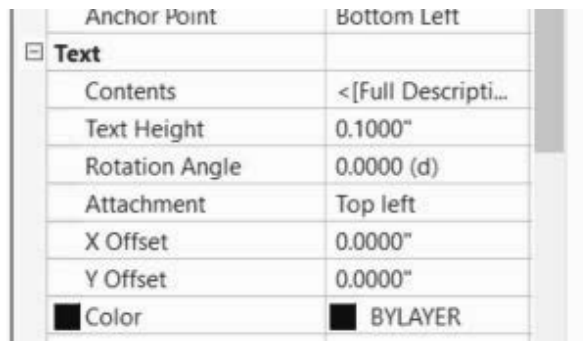 Anchor Point Bottom Left
Text
Contents <[Full Descripti...
Text Height 0.1000"
Rotation Angle 0.0000 (d)
Attachment Top left
X Offset 0.0000"
Y Offset 0.0000"
Color BYLAYER